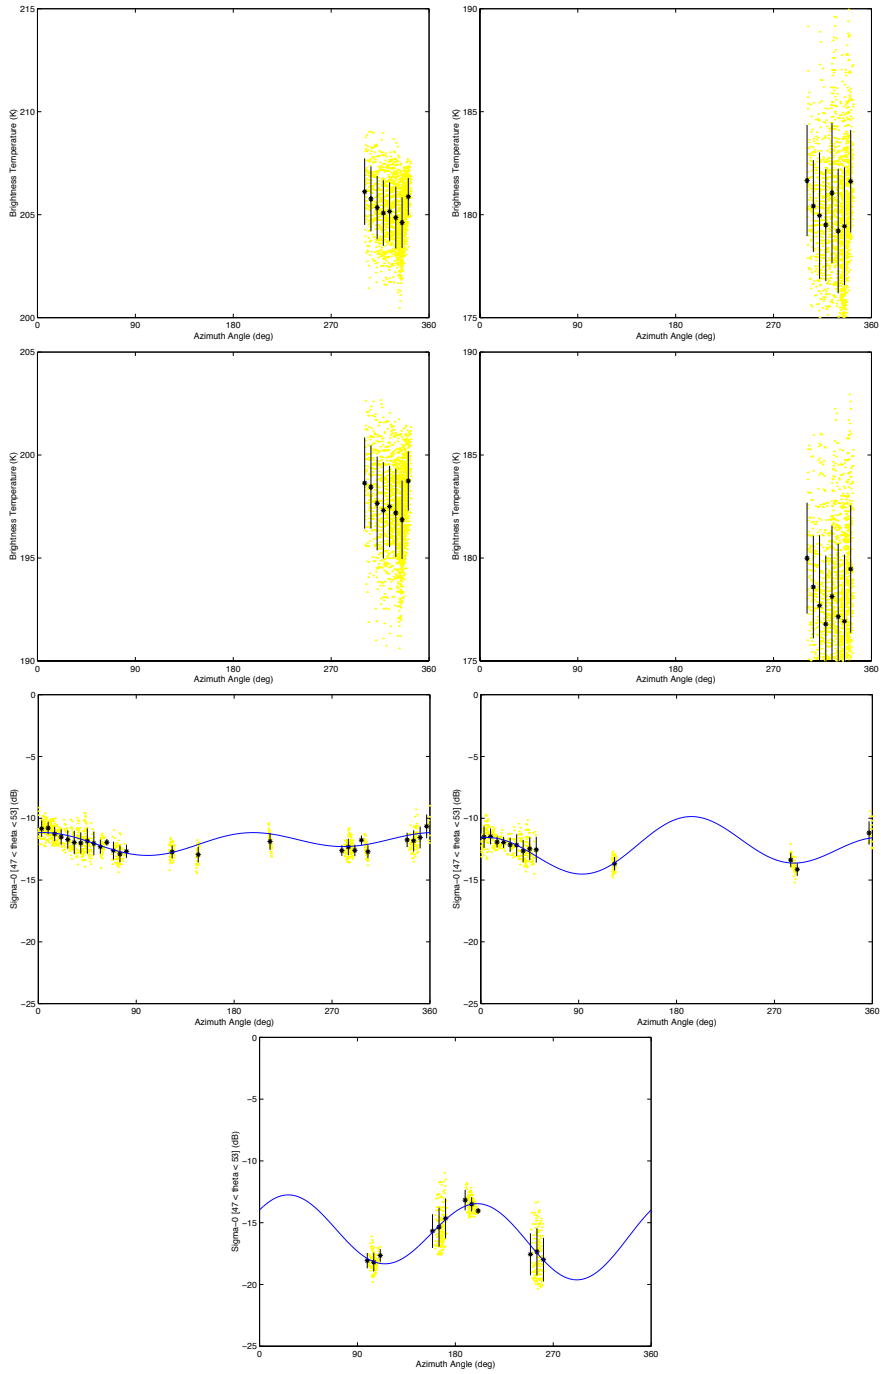 215
210
205
200
Brightness Temperature (K)
0 90 180 270 360
Azimuth Angle (deg)
190
185
180
175
Brightness Temperature (K)
0 90 180 270 360
Azimuth Angle (deg)
205
200
195
190
Brightness Temperature (K)
0 90 180 270 360
Azimuth Angle (deg)
190
185
180
175
Brightness Temperature (K)
0 90 180 270 360
Azimuth Angle (deg)
0
−5
−10
−15
−20
−25
Sigma−0 [47 < theta < 53] (dB)
0 90 180 270 360
Azimuth Angle (deg)
0
−5
−10
−15
−20
−25
Sigma−0 [47 < theta < 53] (dB)
0 90 180 270 360
Azimuth Angle (deg)
0
−5
−10
−15
−20
−25
Sigma−0 [47 < theta < 53] (dB)
0 90 180 270 360
Azimuth Angle (deg)